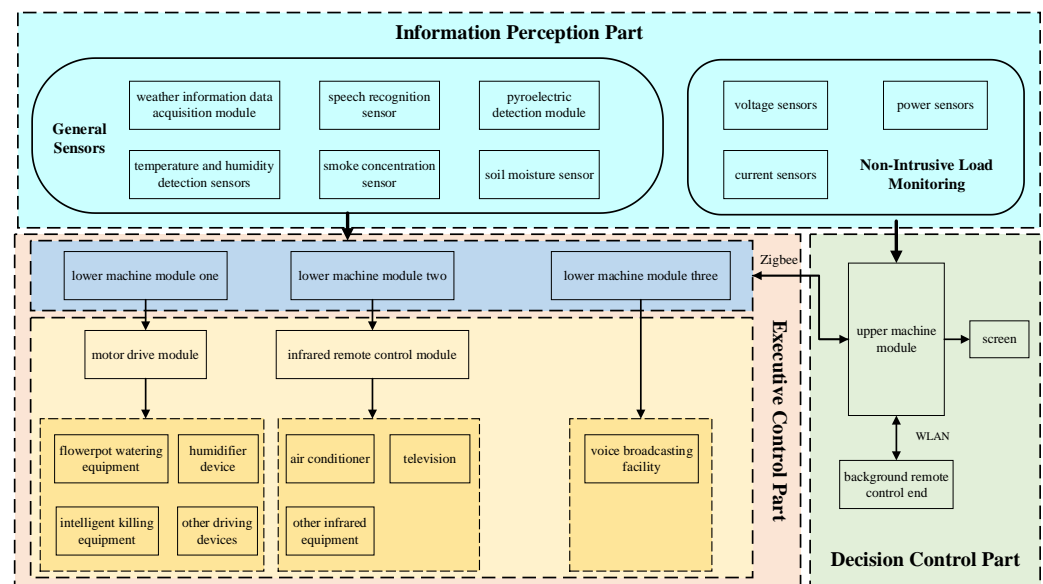 Information Perception Part
General
Sensors
weather information data
acquisition module
speech recognition
sensor
pyroelectric
detection module
temperature and humidity
detection sensors
smoke concentration
sensor
soil moisture sensor
voltage sensors
power sensors
current sensors
Non-Intrusive Load
Monitoring
lower machine module one
lower machine module two
lower machine module three
Zigbee
motor drive module
infrared remote control module
flowerpot watering
equipment
humidifier
device
intelligent killing
equipment
other driving
devices
air conditioner
television
other infrared
equipment
voice broadcasting
facility
Executive Control Part
upper machine
module
screen
WLAN
background remote
control end
Decision Control Part